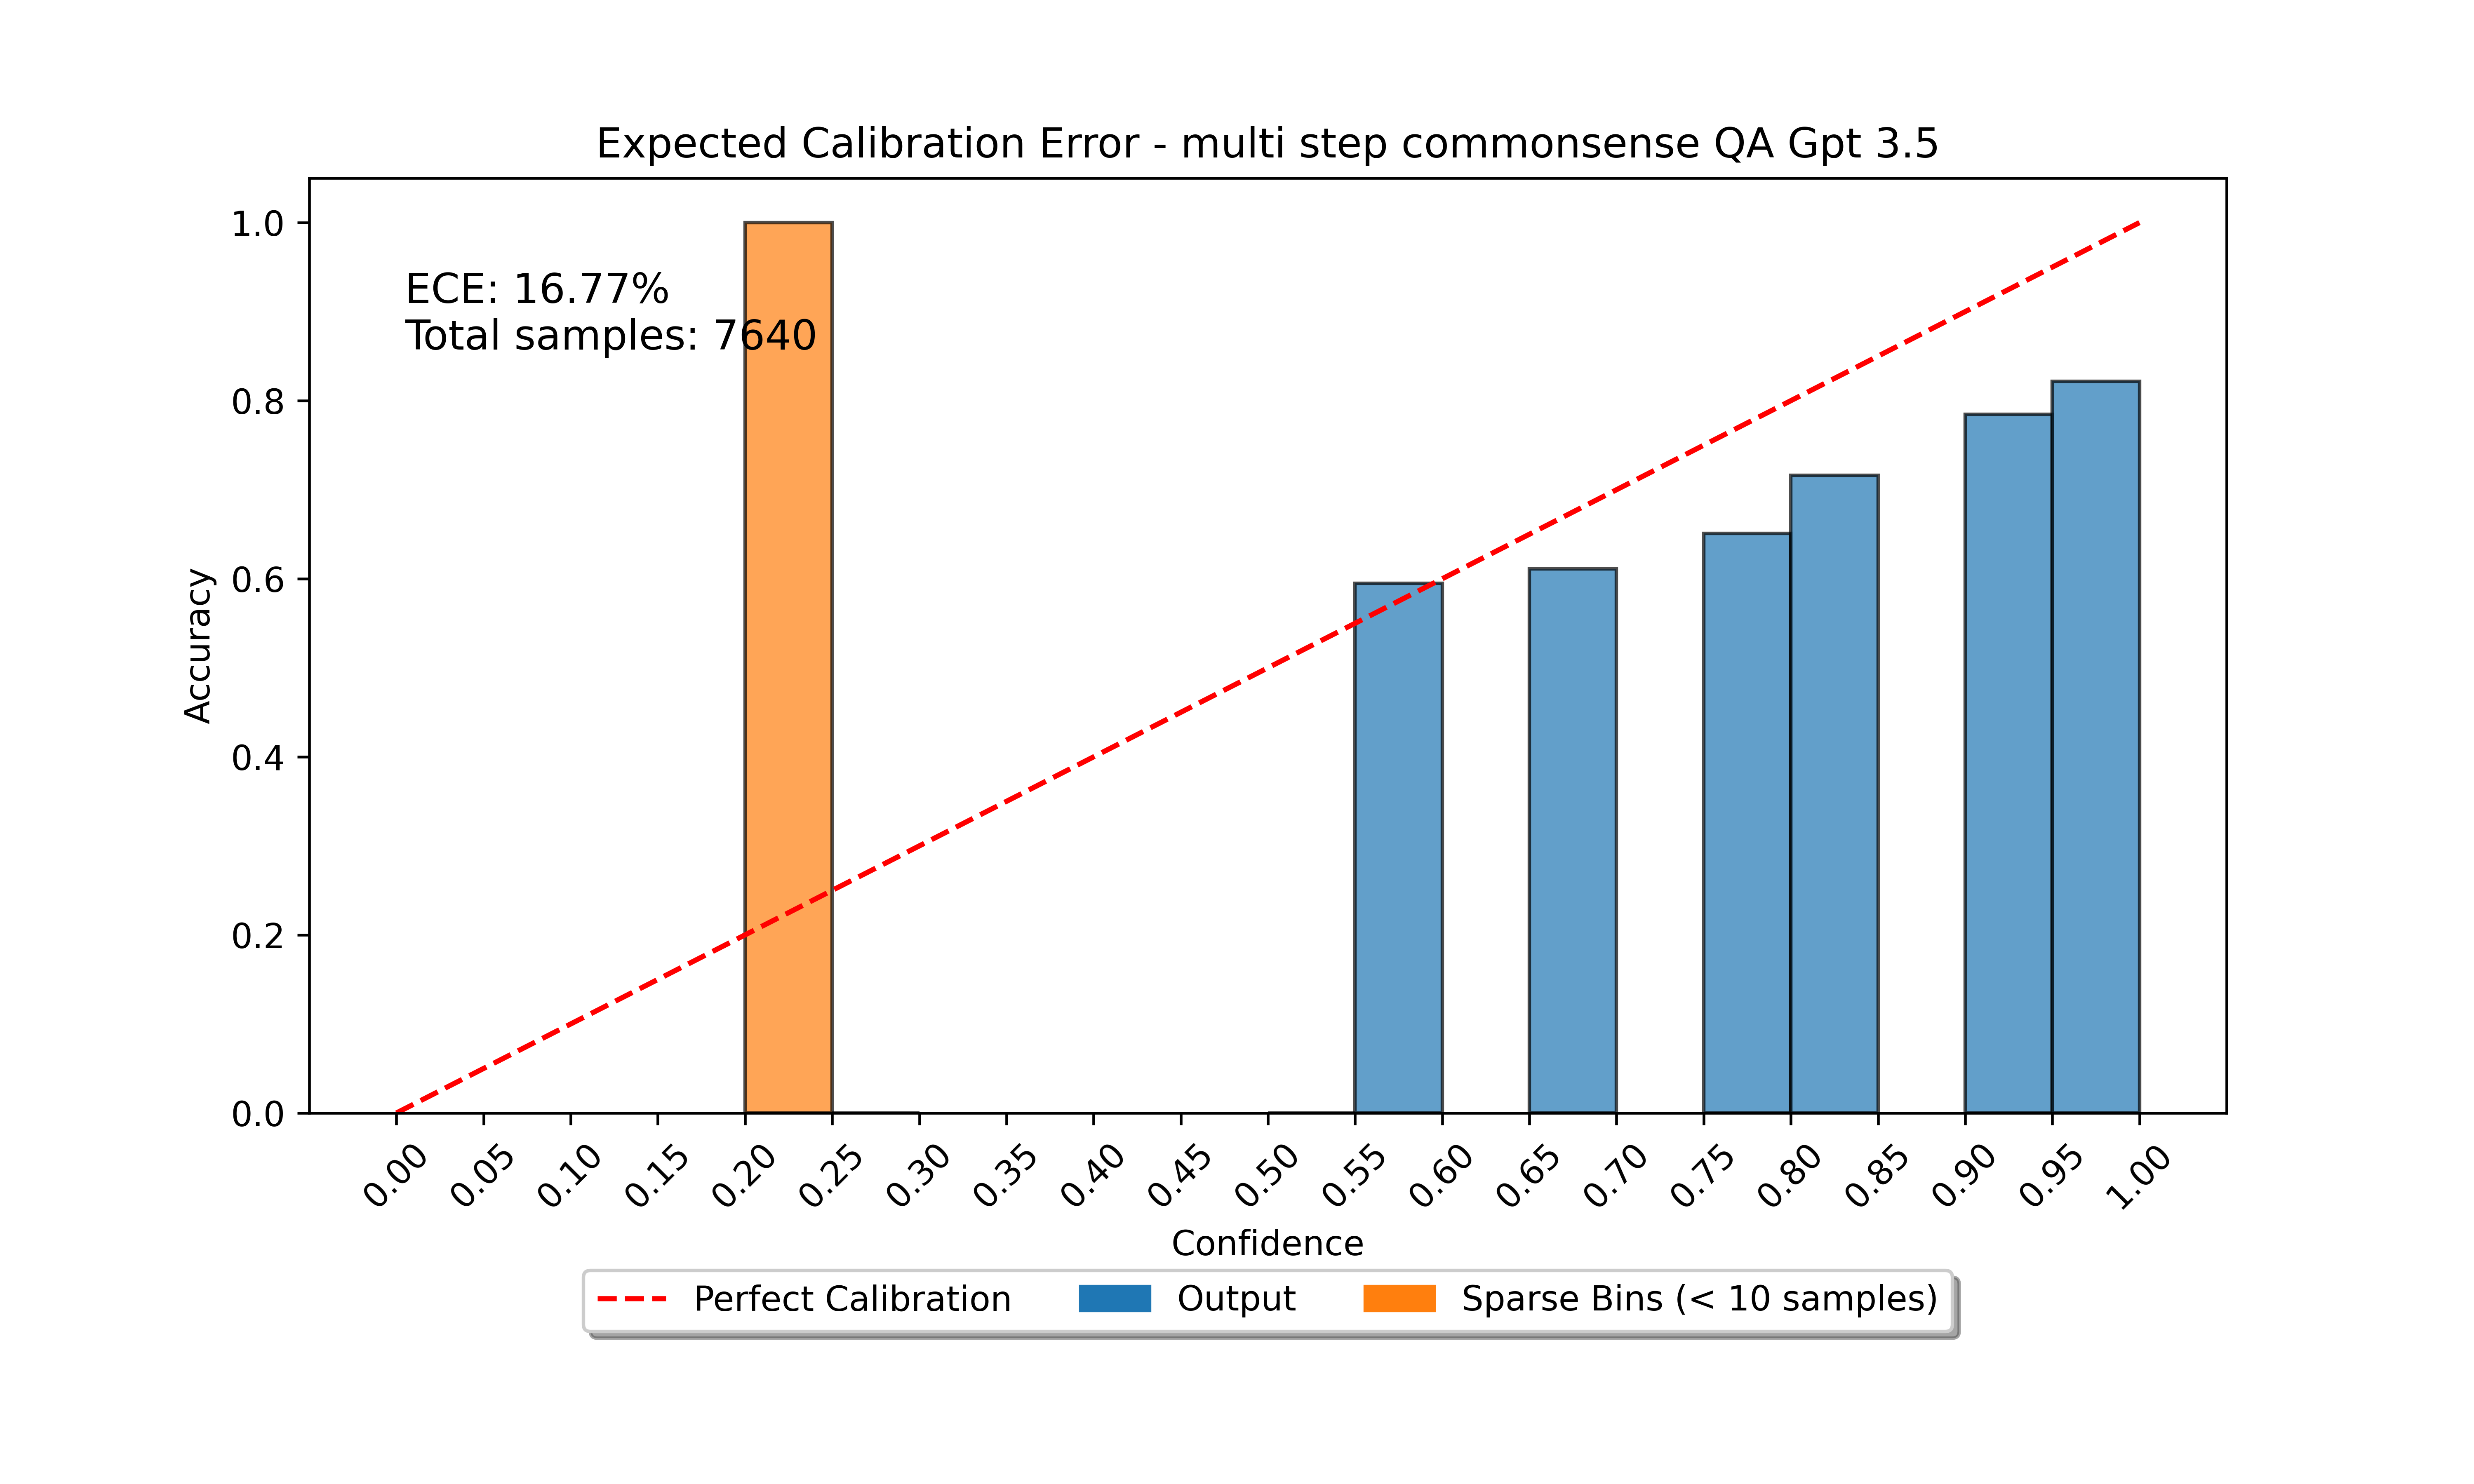 Expected Calibration Error - multi step commonsense QA Gpt 3.5
ECE: 16.77%
Total samples: 7640
Accuracy
1.0
0.8
0.6
0.4
0.2
0.0
0.00 0.05 0.10 0.15 0.20 0.25 0.30 0.35 0.40 0.45 0.50 0.55 0.60 0.65 0.70 0.75 0.80 0.85 0.90 0.95 1.00
Confidence
Perfect Calibration Output Sparse Bins (< 10 samples)